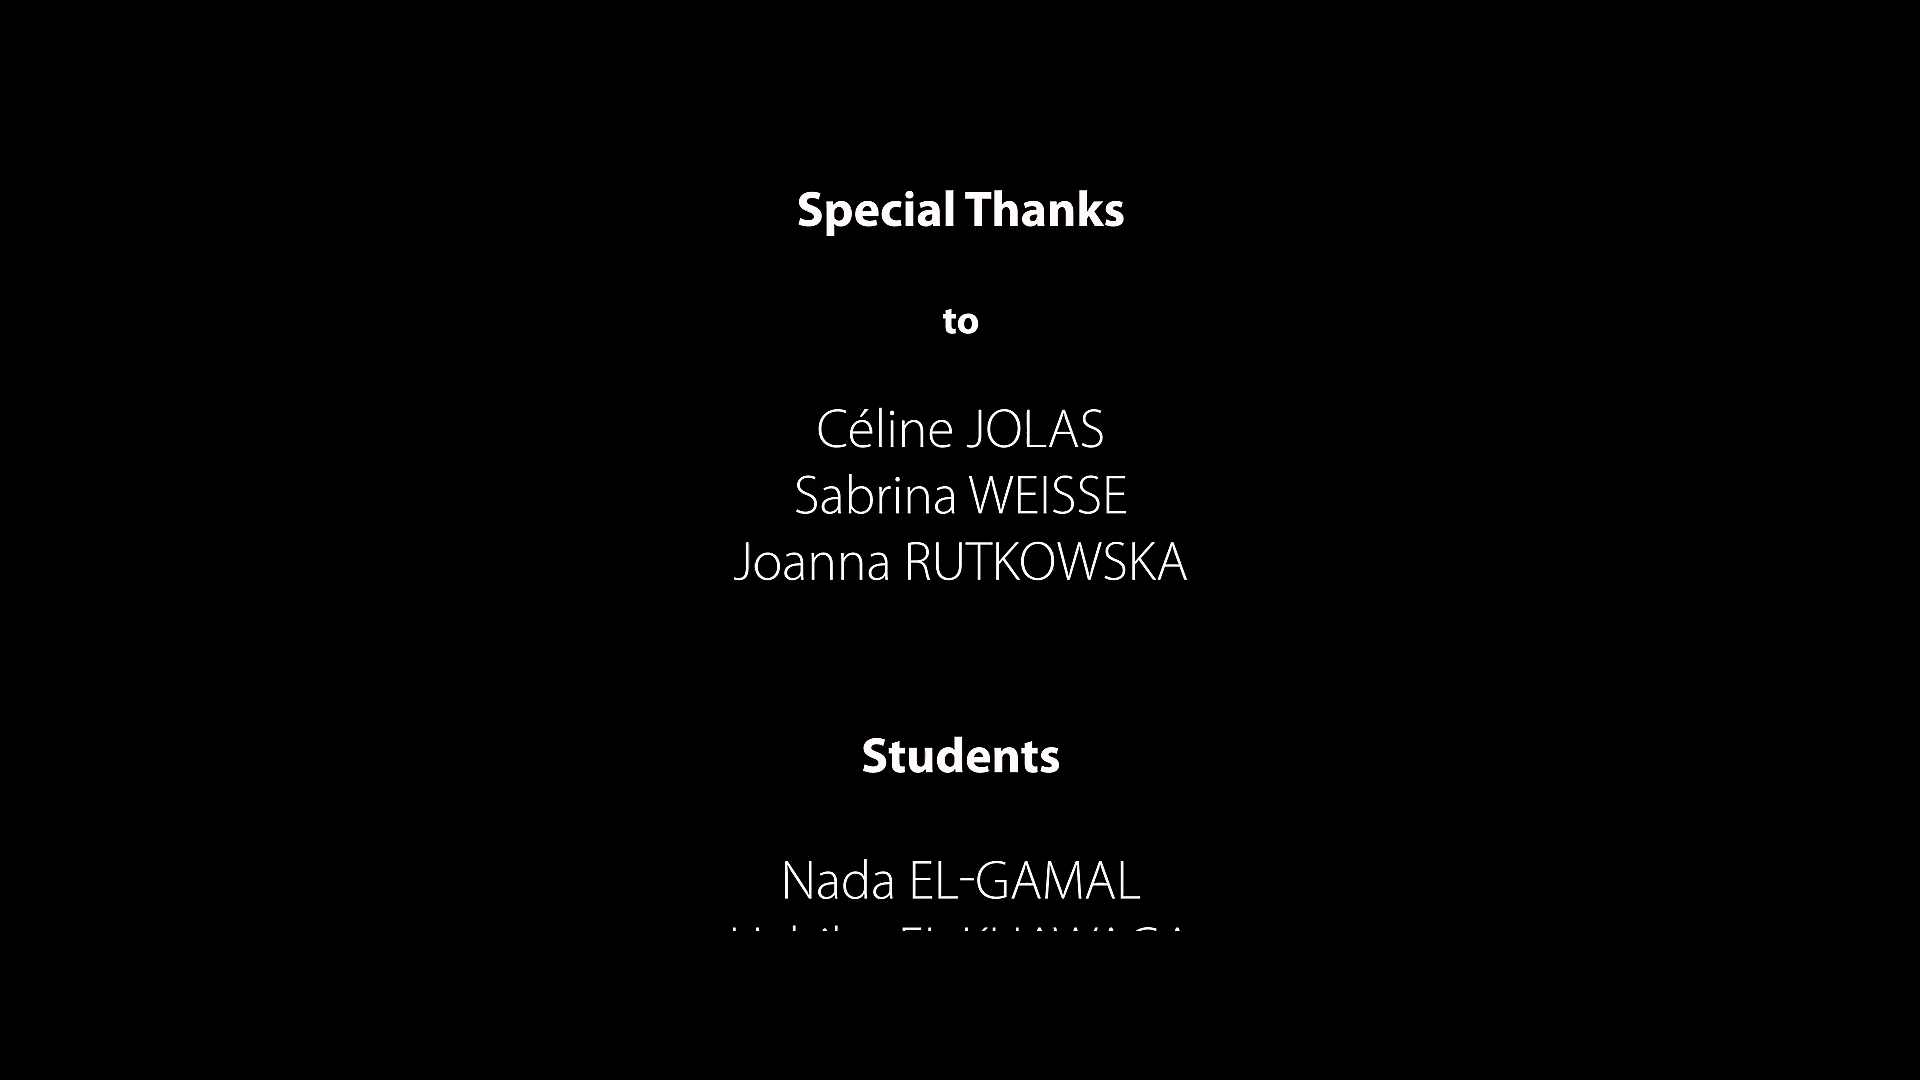 Special Thanks
to
Céline JOLAS
Sabrina WEISSE
Joanna RUTKOWSKA
Students
Nada EL-GAMAL